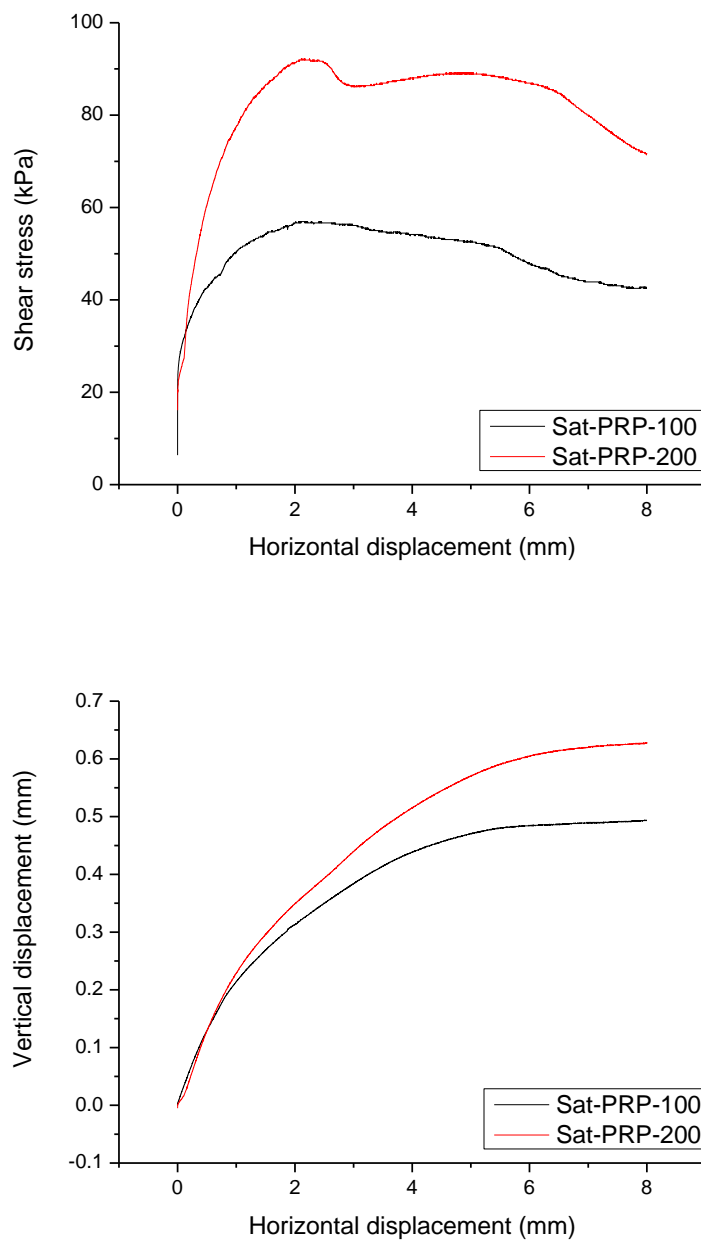 100
80
60
40
20
0
Shear stress (kPa)
Sat-PRP-100
Sat-PRP-200
0 2 4 6 8
Horizontal displacement (mm)
0.7
0.6
0.5
0.4
0.3
0.2
0.1
0.0
-0.1
Vertical displacement (mm)
Sat-PRP-100
Sat-PRP-200
0 2 4 6 8
Horizontal displacement (mm)